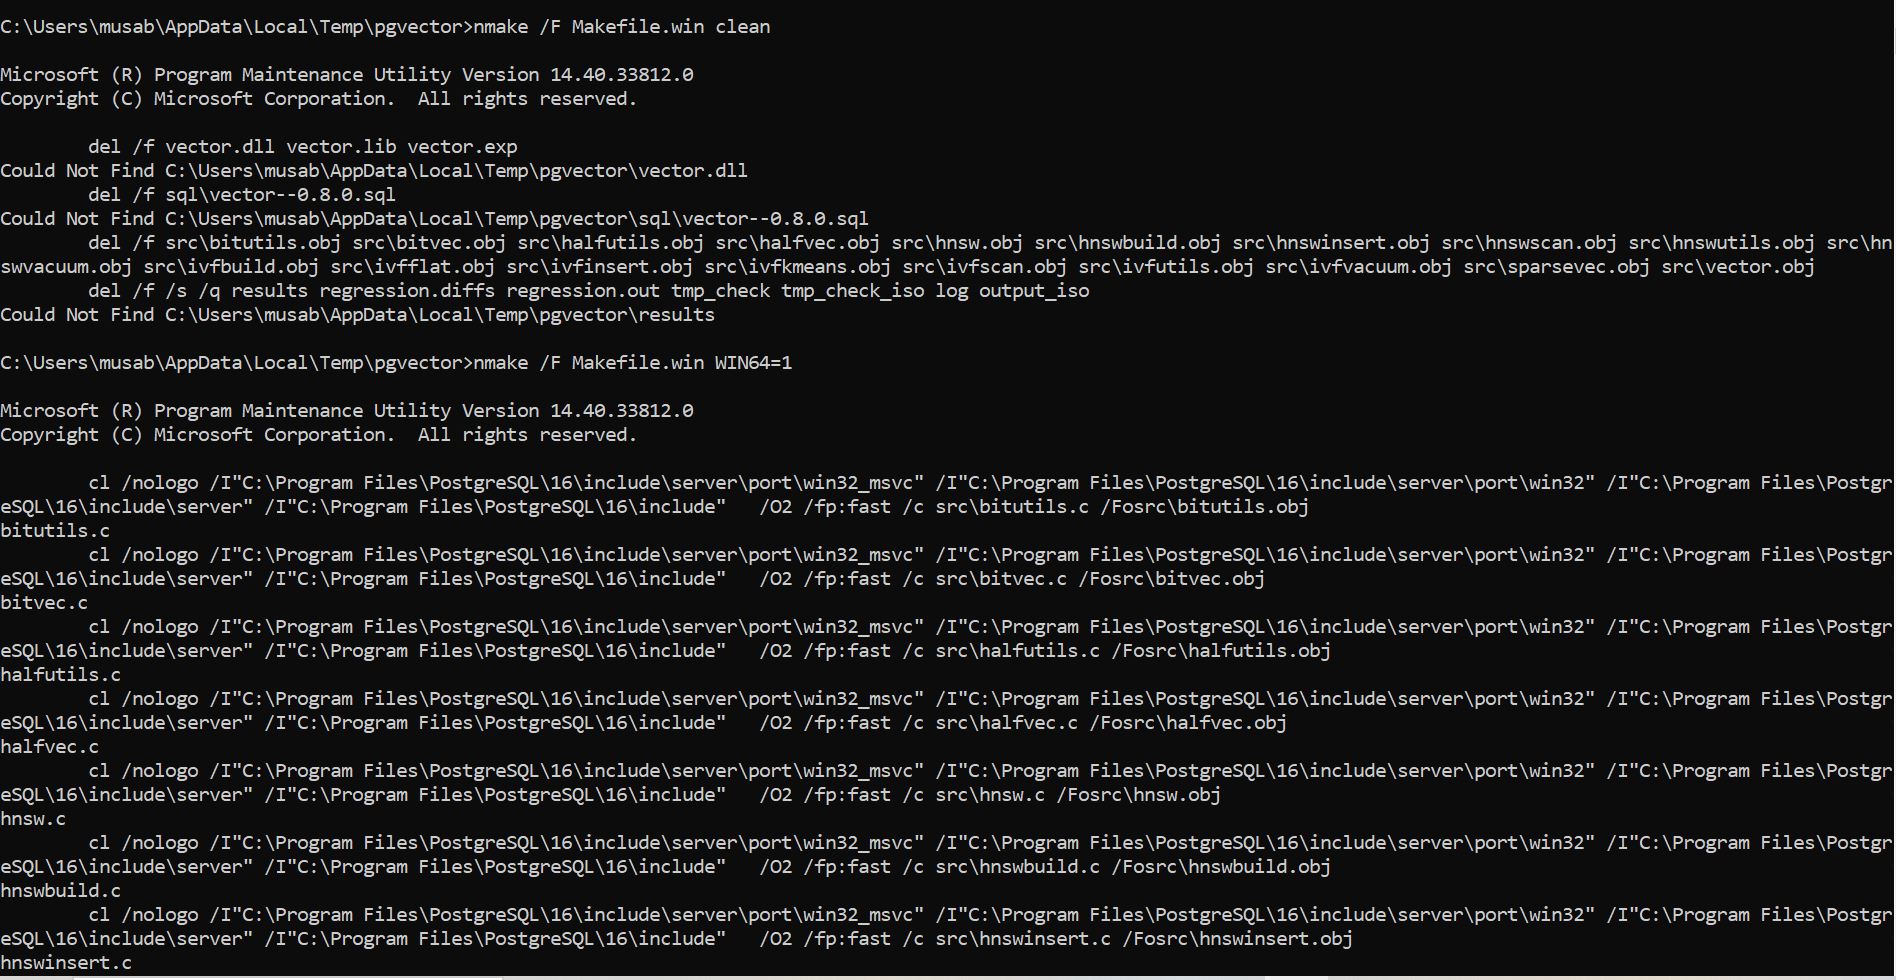 C:\Users\musab\AppData\Local\Temp\pgvector>nmake /F Makefile.win clean
Microsoft (R) Program Maintenance Utility Version 14.40.33812.0
Copyright (C) Microsoft Corporation.  All rights reserved.
del /f vector.dll vector.lib vector.exp
Could Not Find C:\Users\musab\AppData\Local\Temp\pgvector\vector.dll
del /f sql\vector--0.8.0.sql
Could Not Find C:\Users\musab\AppData\Local\Temp\pgvector\sql\vector--0.8.0.sql
del /f src\bitutils.obj src\bitvec.obj src\halfutils.obj src\halfvec.obj src\hnsw.obj src\hnswbuild.obj src\hnswinsert.obj src\hnswscan.obj src\hnswutils.obj src\hn
swvacuum.obj src\ivfbuild.obj src\ivfflat.obj src\ivfinsert.obj src\ivfkmeans.obj src\ivfscan.obj src\ivfutils.obj src\ivfvacuum.obj src\sparsevec.obj src\vector.obj
del /f /s /q results regression.diffs regression.out tmp_check tmp_check_iso log output_iso
Could Not Find C:\Users\musab\AppData\Local\Temp\pgvector\results
C:\Users\musab\AppData\Local\Temp\pgvector>nmake /F Makefile.win WIN64=1
Microsoft (R) Program Maintenance Utility Version 14.40.33812.0
Copyright (C) Microsoft Corporation.  All rights reserved.
cl /nologo /I"C:\Program Files\PostgreSQL\16\include\server\port\win32_msvc" /I"C:\Program Files\PostgreSQL\16\include\server\port\win32" /I"C:\Program Files\Postgr
eSQL\16\include\server" /I"C:\Program Files\PostgreSQL\16\include"   /O2 /fp:fast /c src\bitutils.c /Fosrc\bitutils.obj
bitutils.c
cl /nologo /I"C:\Program Files\PostgreSQL\16\include\server\port\win32_msvc" /I"C:\Program Files\PostgreSQL\16\include\server\port\win32" /I"C:\Program Files\Postgr
eSQL\16\include\server" /I"C:\Program Files\PostgreSQL\16\include"   /O2 /fp:fast /c src\bitvec.c /Fosrc\bitvec.obj
bitvec.c
cl /nologo /I"C:\Program Files\PostgreSQL\16\include\server\port\win32_msvc" /I"C:\Program Files\PostgreSQL\16\include\server\port\win32" /I"C:\Program Files\Postgr
eSQL\16\include\server" /I"C:\Program Files\PostgreSQL\16\include"   /O2 /fp:fast /c src\halfutils.c /Fosrc\halfutils.obj
halfutils.c
cl /nologo /I"C:\Program Files\PostgreSQL\16\include\server\port\win32_msvc" /I"C:\Program Files\PostgreSQL\16\include\server\port\win32" /I"C:\Program Files\Postgr
eSQL\16\include\server" /I"C:\Program Files\PostgreSQL\16\include"   /O2 /fp:fast /c src\halfvec.c /Fosrc\halfvec.obj
halfvec.c
cl /nologo /I"C:\Program Files\PostgreSQL\16\include\server\port\win32_msvc" /I"C:\Program Files\PostgreSQL\16\include\server\port\win32" /I"C:\Program Files\Postgr
eSQL\16\include\server" /I"C:\Program Files\PostgreSQL\16\include"   /O2 /fp:fast /c src\hnsw.c /Fosrc\hnsw.obj
hnsw.c
cl /nologo /I"C:\Program Files\PostgreSQL\16\include\server\port\win32_msvc" /I"C:\Program Files\PostgreSQL\16\include\server\port\win32" /I"C:\Program Files\Postgr
eSQL\16\include\server" /I"C:\Program Files\PostgreSQL\16\include"   /O2 /fp:fast /c src\hnswbuild.c /Fosrc\hnswbuild.obj
hnswbuild.c
cl /nologo /I"C:\Program Files\PostgreSQL\16\include\server\port\win32_msvc" /I"C:\Program Files\PostgreSQL\16\include\server\port\win32" /I"C:\Program Files\Postgr
eSQL\16\include\server" /I"C:\Program Files\PostgreSQL\16\include"   /O2 /fp:fast /c src\hnswinsert.c /Fosrc\hnswinsert.obj
hnswinsert.c